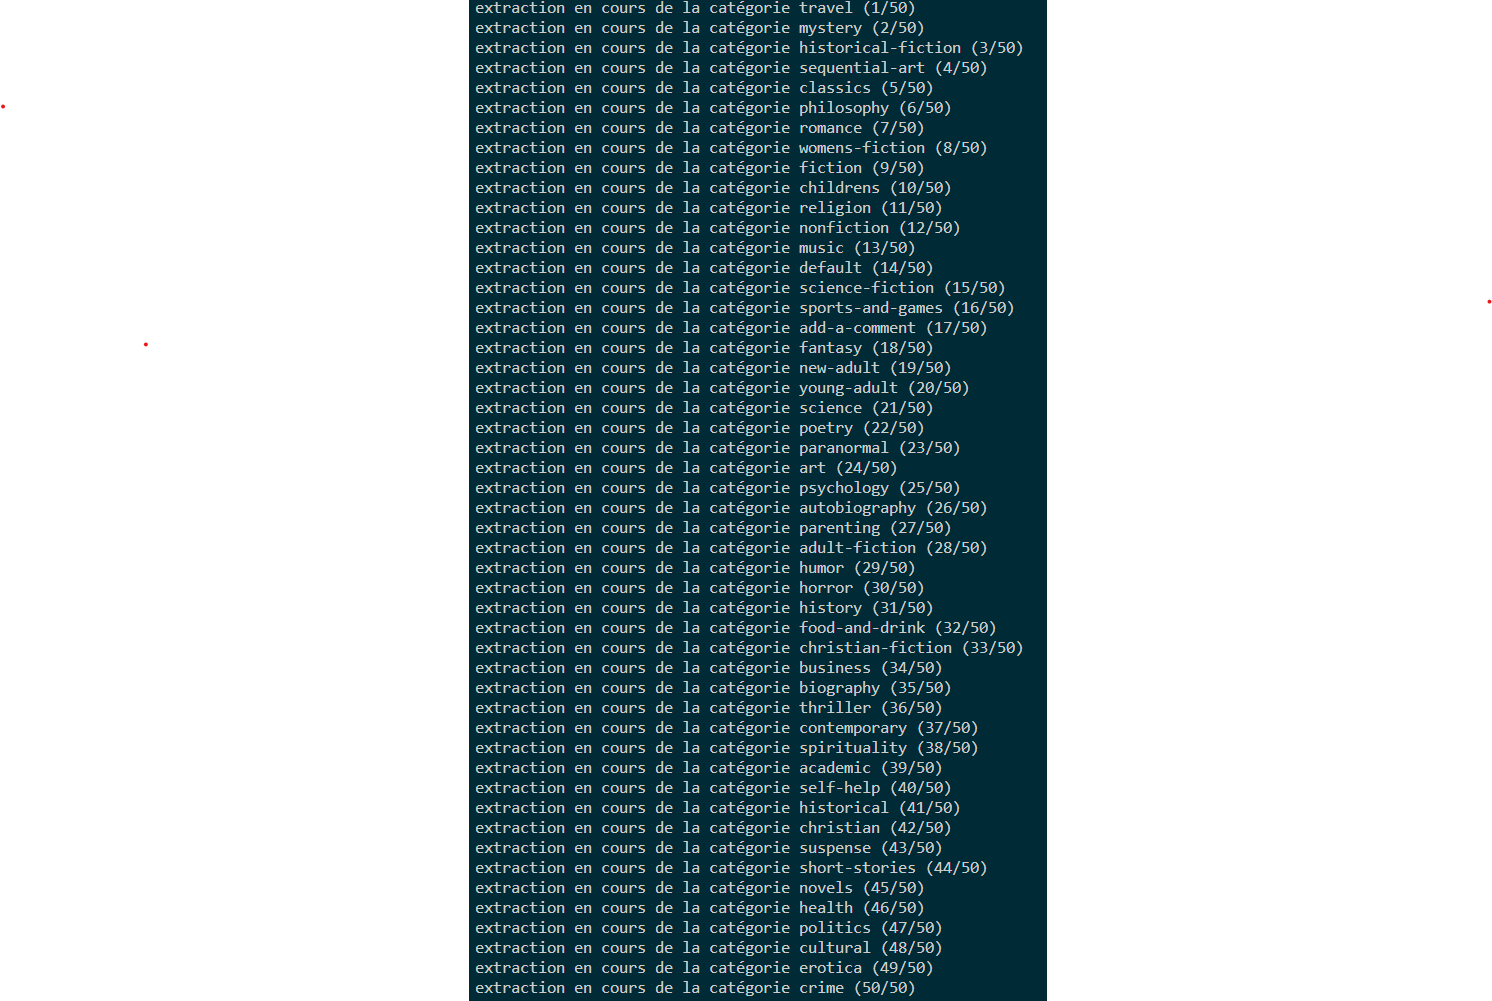 extraction en cours de la catégorie travel (1/50)
extraction en cours de la catégorie mystery (2/50)
extraction en cours de la catégorie historical-fiction (3/50)
extraction en cours de la catégorie sequential-art (4/50)
extraction en cours de la catégorie classics (5/50)
extraction en cours de la catégorie philosophy (6/50)
extraction en cours de la catégorie romance (7/50)
extraction en cours de la catégorie womens-fiction (8/50)
extraction en cours de la catégorie fiction (9/50)
extraction en cours de la catégorie childrens (10/50)
extraction en cours de la catégorie religion (11/50)
extraction en cours de la catégorie nonfiction (12/50)
extraction en cours de la catégorie music (13/50)
extraction en cours de la catégorie default (14/50)
extraction en cours de la catégorie science-fiction (15/50)
extraction en cours de la catégorie sports-and-games (16/50)
extraction en cours de la catégorie add-a-comment (17/50)
extraction en cours de la catégorie fantasy (18/50)
extraction en cours de la catégorie new-adult (19/50)
extraction en cours de la catégorie young-adult (20/50)
extraction en cours de la catégorie science (21/50)
extraction en cours de la catégorie poetry (22/50)
extraction en cours de la catégorie paranormal (23/50)
extraction en cours de la catégorie art (24/50)
extraction en cours de la catégorie psychology (25/50)
extraction en cours de la catégorie autobiography (26/50)
extraction en cours de la catégorie parenting (27/50)
extraction en cours de la catégorie adult-fiction (28/50)
extraction en cours de la catégorie humor (29/50)
extraction en cours de la catégorie horror (30/50)
extraction en cours de la catégorie history (31/50)
extraction en cours de la catégorie food-and-drink (32/50)
extraction en cours de la catégorie christian-fiction (33/50)
extraction en cours de la catégorie business (34/50)
extraction en cours de la catégorie biography (35/50)
extraction en cours de la catégorie thriller (36/50)
extraction en cours de la catégorie contemporary (37/50)
extraction en cours de la catégorie spirituality (38/50)
extraction en cours de la catégorie academic (39/50)
extraction en cours de la catégorie self-help (40/50)
extraction en cours de la catégorie historical (41/50)
extraction en cours de la catégorie christian (42/50)
extraction en cours de la catégorie suspense (43/50)
extraction en cours de la catégorie short-stories (44/50)
extraction en cours de la catégorie novels (45/50)
extraction en cours de la catégorie health (46/50)
extraction en cours de la catégorie politics (47/50)
extraction en cours de la catégorie cultural (48/50)
extraction en cours de la catégorie erotica (49/50)
extraction en cours de la catégorie crime (50/50)